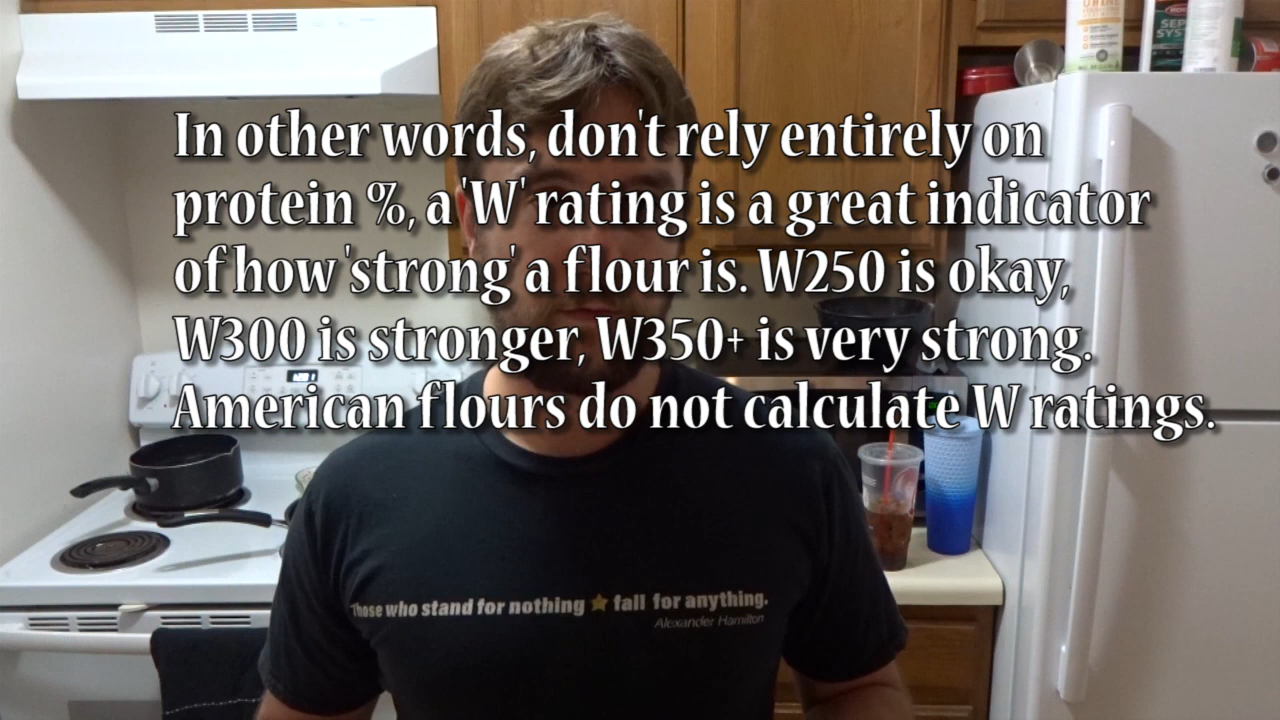 In other words, don't rely entirely on
protein %, a 'W' rating is a great indicator
of how 'strong' a flour is. W250 is okay,
W300 is stronger, W350+ is very strong.
American flours do not calculate W ratings.
Those who stand for nothing fall for anything.
Alexander Hamilton